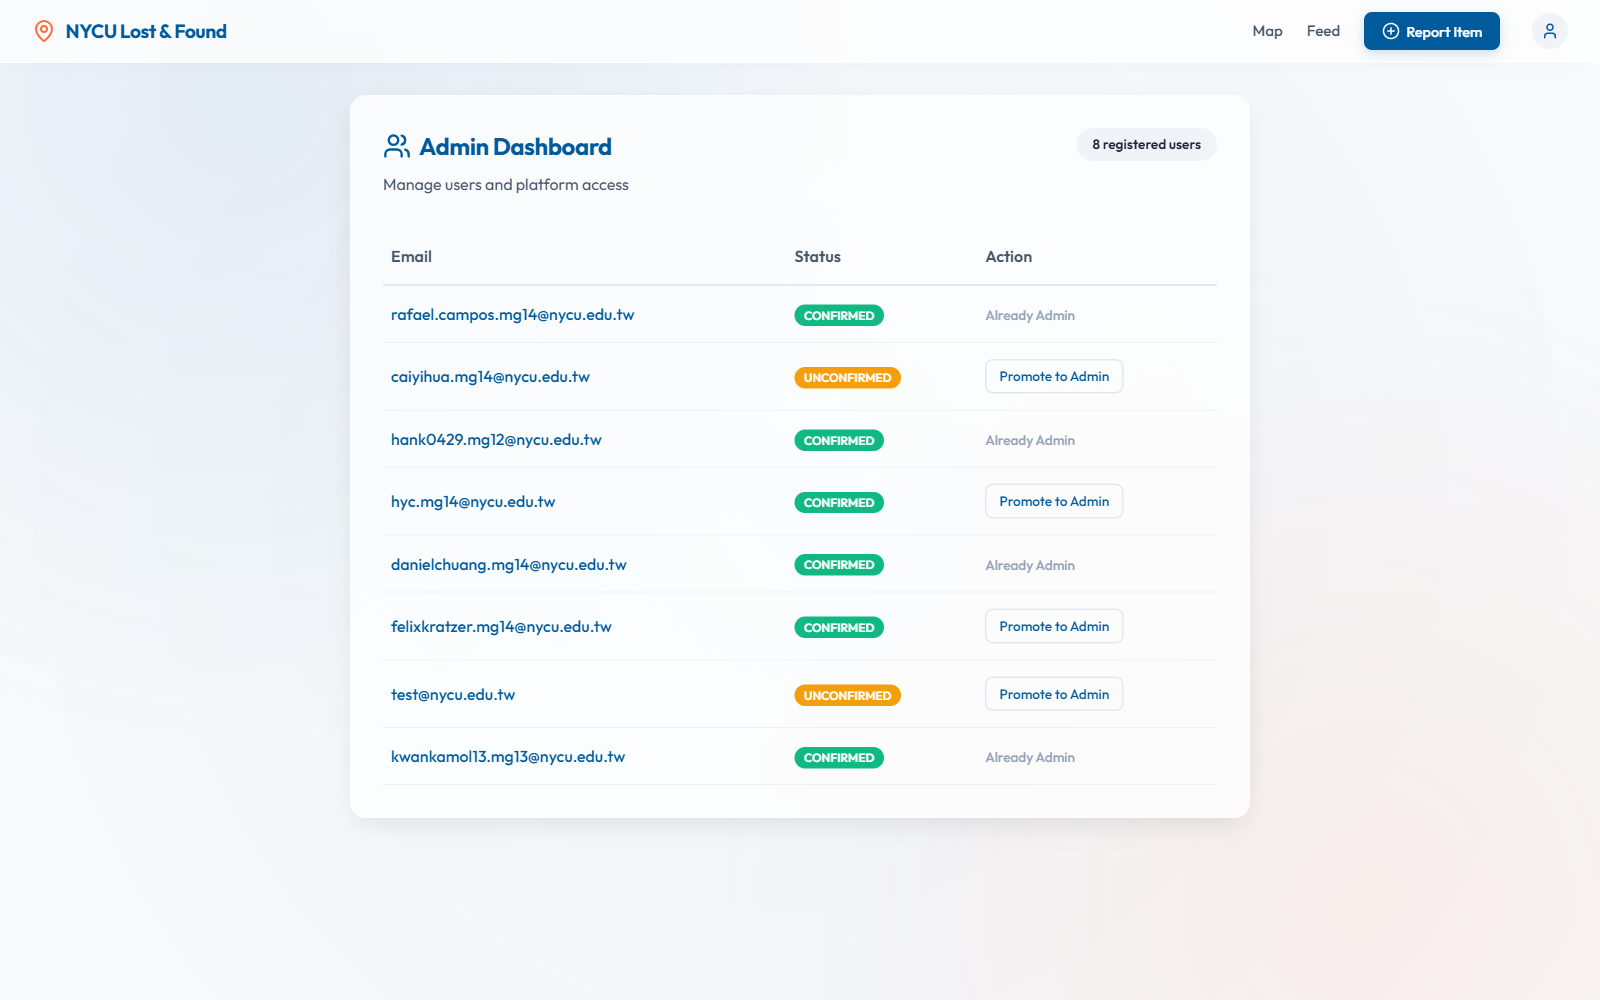 NYCU Lost & Found
Map Feed Report Item
Admin Dashboard
8 registered users
Manage users and platform access
Email Status Action
rafael.campos.mg14@nycu.edu.tw CONFIRMED Already Admin
caiyihua.mg14@nycu.edu.tw UNCONFIRMED Promote to Admin
hank0429.mg12@nycu.edu.tw CONFIRMED Already Admin
hyc.mg14@nycu.edu.tw CONFIRMED Promote to Admin
danielchuang.mg14@nycu.edu.tw CONFIRMED Already Admin
felixkratzer.mg14@nycu.edu.tw CONFIRMED Promote to Admin
test@nycu.edu.tw UNCONFIRMED Promote to Admin
kwankamol13.mg13@nycu.edu.tw CONFIRMED Already Admin